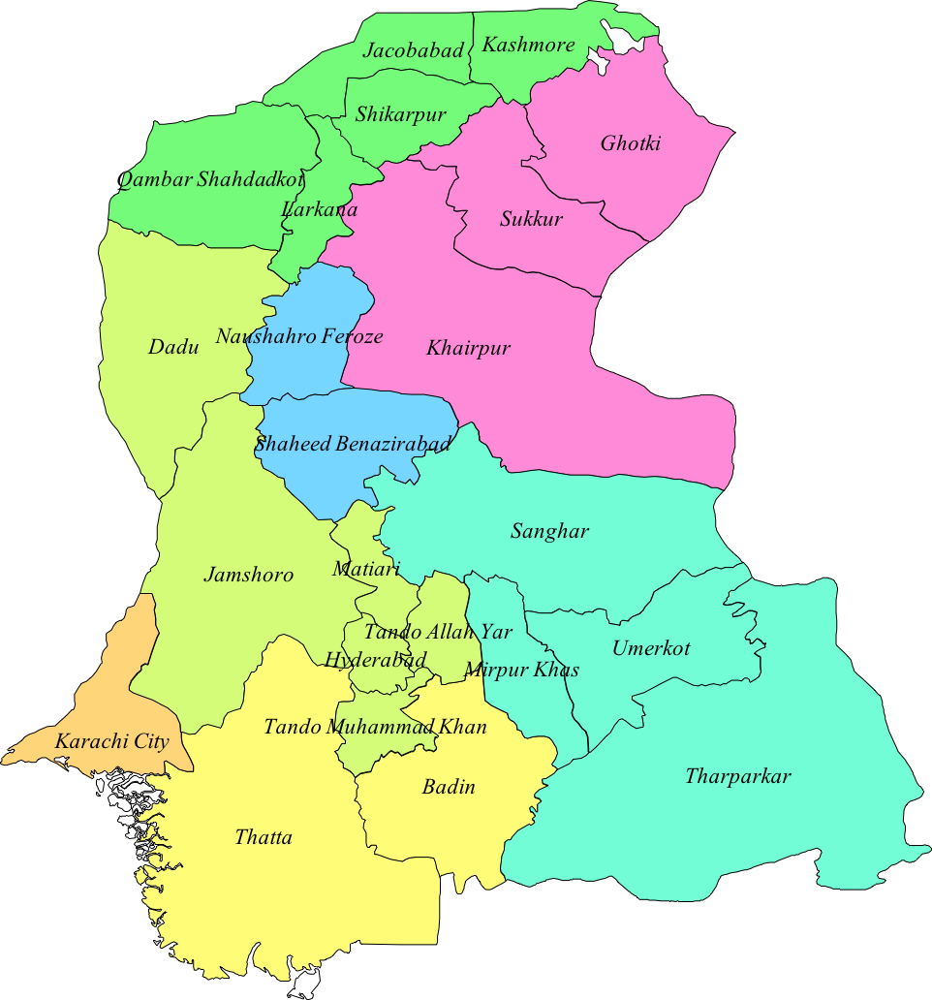 Jacobabad
Kashmore
Shikarpur
Ghotki
Qambar Shahdadkot
Larkana
Sukkur
Naushahro Feroze
Dadu
Khairpur
Shaheed Benazirabad
Sanghar
Matiari
Jamshoro
Tando Allah Yar
Umerkot
Hyderabad
Mirpur Khas
Tando Muhammad Khan
Karachi City
Tharparkar
Badin
Thatta